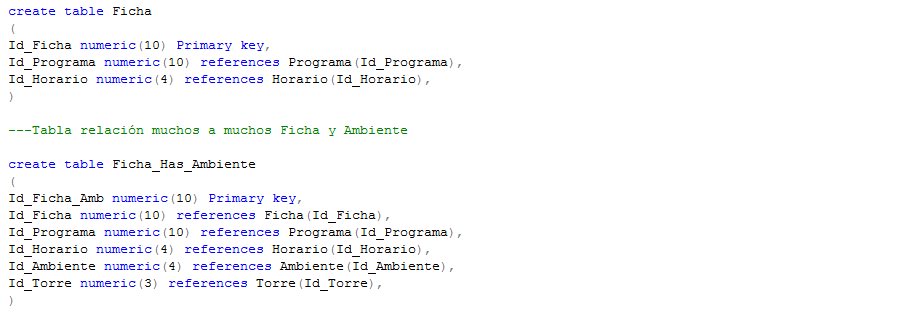 create table Ficha
(
Id_Ficha numeric(10) Primary key,
Id_Programa numeric(10) references Programa(Id_Programa),
Id_Horario numeric(4) references Horario(Id_Horario),
)
---Tabla relación muchos a muchos Ficha y Ambiente
create table Ficha_Has_Ambiente
(
Id_Ficha_Amb numeric(10) Primary key,
Id_Ficha numeric(10) references Ficha(Id_Ficha),
Id_Programa numeric(10) references Programa(Id_Programa),
Id_Horario numeric(4) references Horario(Id_Horario),
Id_Ambiente numeric(4) references Ambiente(Id_Ambiente),
Id_Torre numeric(3) references Torre(Id_Torre),
)